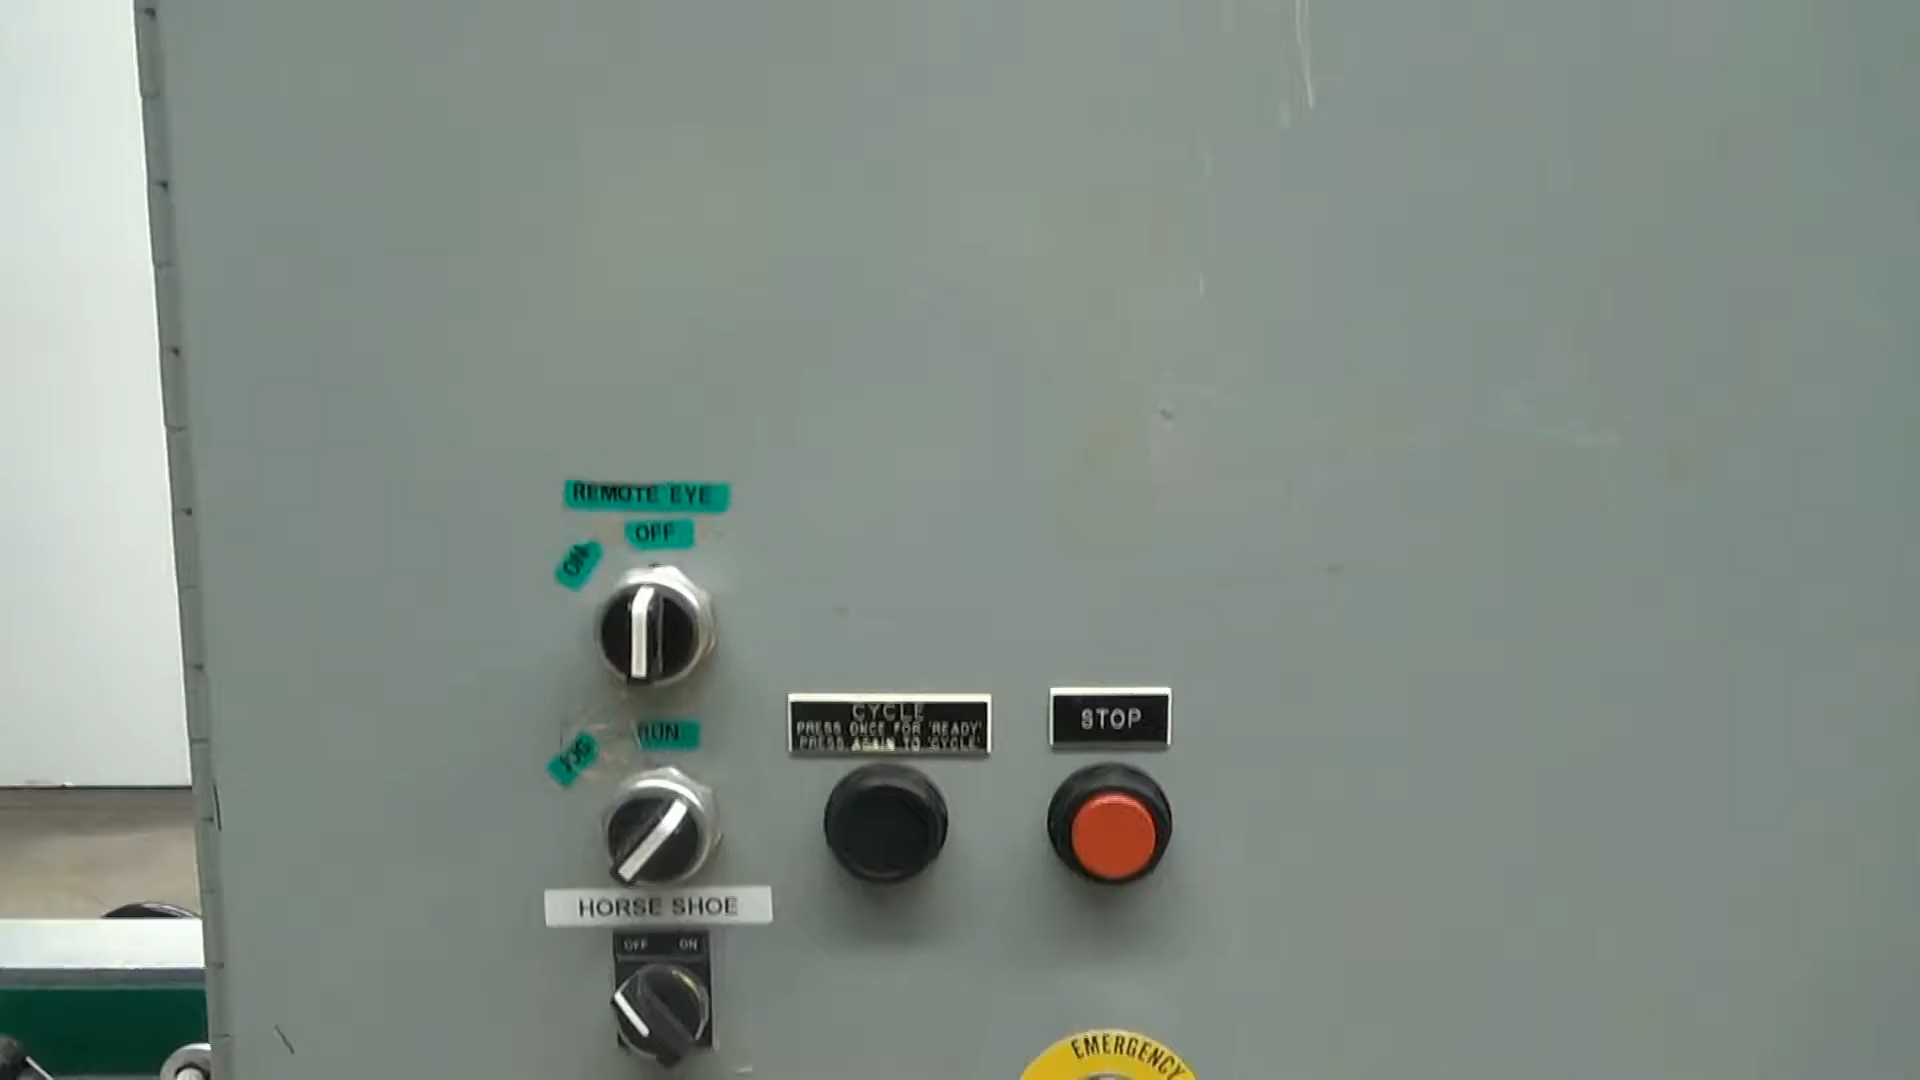 REMOTE EYE
OFF
ON
RUN
JOG
CYCLE
PRESS ONCE FOR 'READY'
PRESS AGAIN TO 'CYCLE'
STOP
HORSE SHOE
OFF ON
EMERGENCY